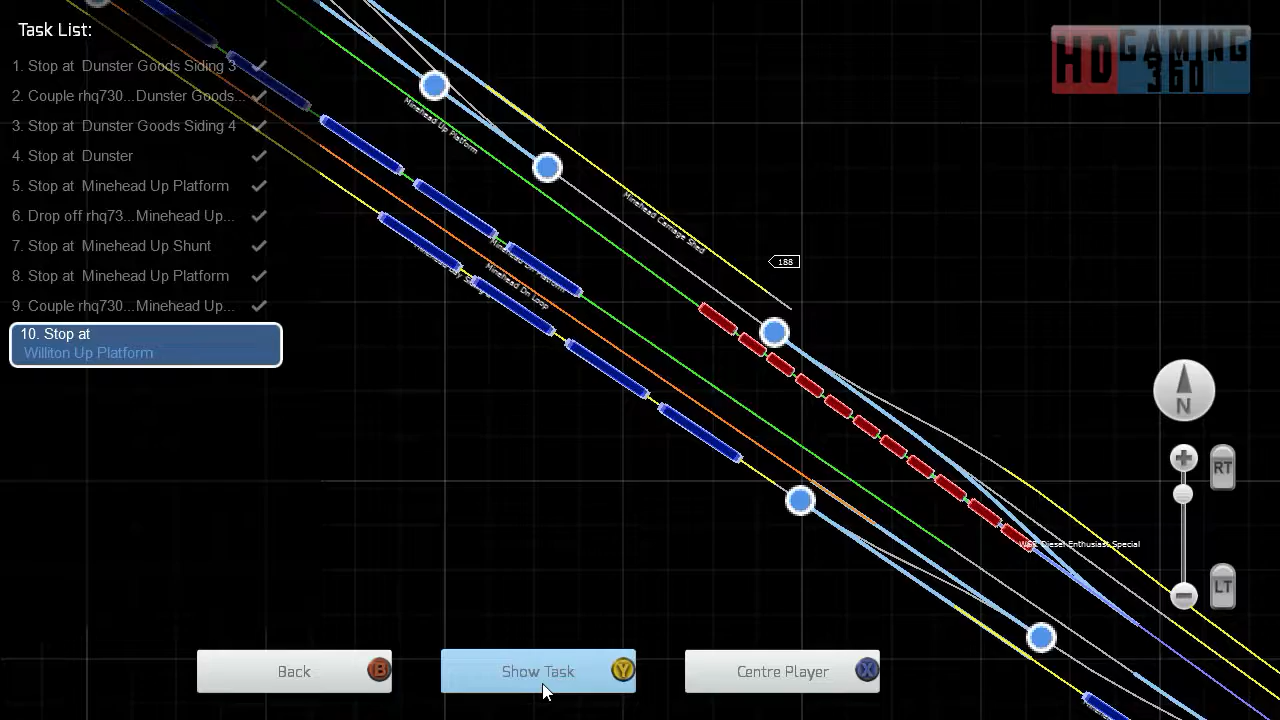 Task List:
1. Stop at Dunster Goods Siding 3
2. Couple rhq730...Dunster Goods...
3. Stop at Dunster Goods Siding 4
4. Stop at Dunster
5. Stop at Minehead Up Platform
6. Drop off rhq73...Minehead Up...
7. Stop at Minehead Up Shunt
8. Stop at Minehead Up Platform
9. Couple rhq730...Minehead Up...
10. Stop at
Williton Up Platform
HD GAMING
360
Minehead Up Platform
Minehead Carriage Shed
188
Minehead Dn Platform
Minehead Dn Loop
Diesel Enthusiast Special
N
RT
LT
Back B
Show Task Y
Centre Player X